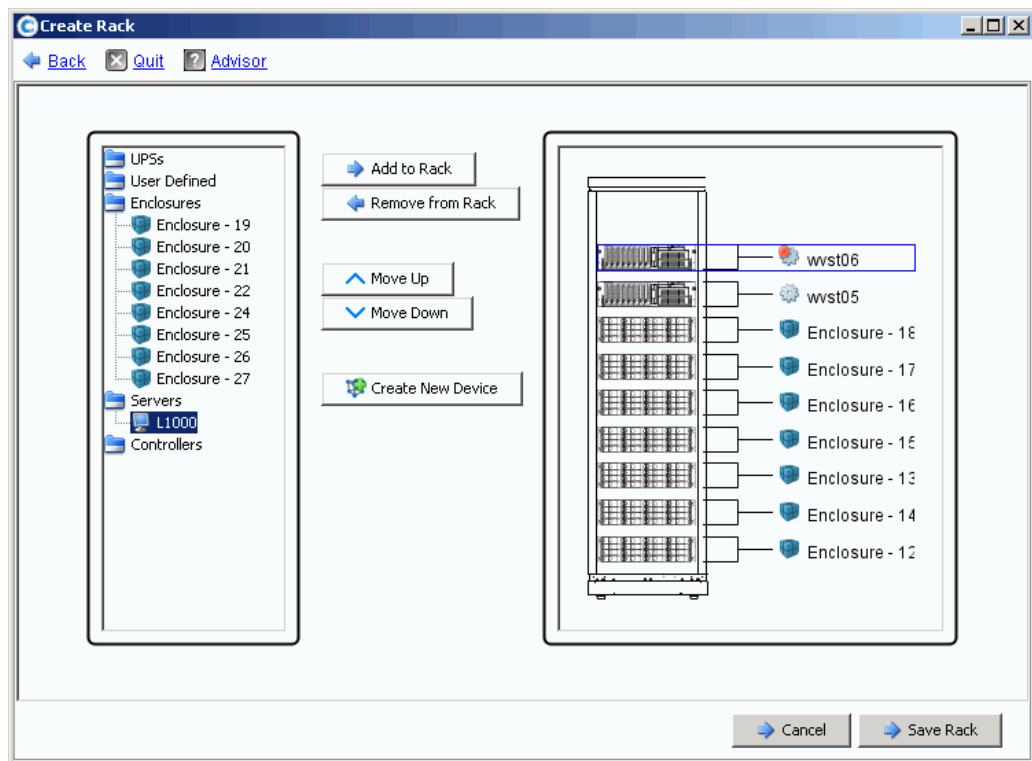 Create Rack
Back Quit Advisor
UPSs
User Defined
Enclosures
Enclosure - 19
Enclosure - 20
Enclosure - 21
Enclosure - 22
Enclosure - 24
Enclosure - 25
Enclosure - 26
Enclosure - 27
Servers
L1000
Controllers
Add to Rack
Remove from Rack
Move Up
Move Down
Create New Device
wvst06
wvst05
Enclosure - 18
Enclosure - 17
Enclosure - 16
Enclosure - 15
Enclosure - 13
Enclosure - 14
Enclosure - 12
Cancel Save Rack